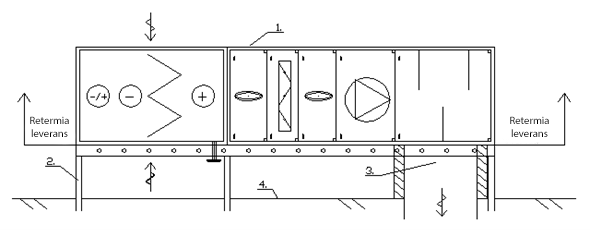 1.
-/+
−
+
Retermia
leverans
Retermia
leverans
2.
3.
4.